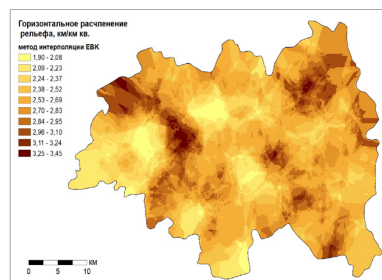 Горизонтальное расчленение
рельефа, км/км кв.
метод интерполяции ЕВК
1,90 - 2,08
2,09 - 2,23
2,24 - 2,37
2,38 - 2,52
2,53 - 2,69
2,70 - 2,83
2,84 - 2,95
2,96 - 3,10
3,11 - 3,24
3,25 - 3,45
КМ
0 5 10